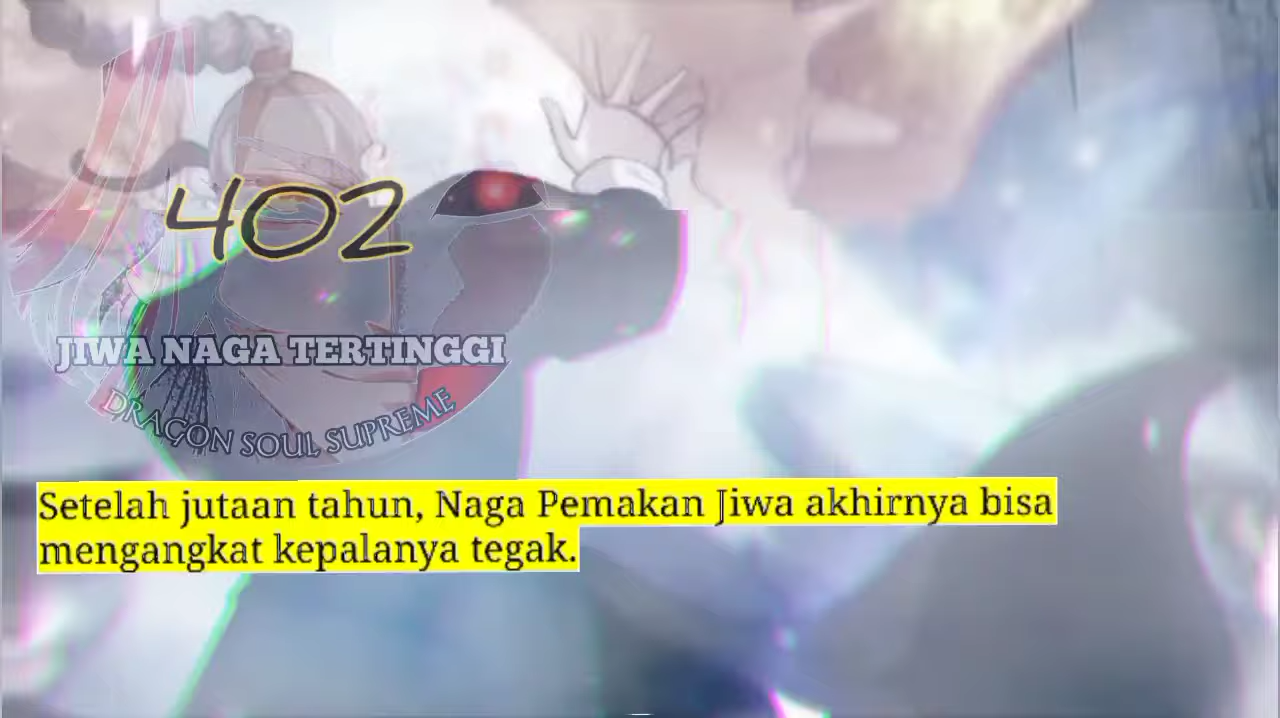 402
JIWA NAGA TERTINGGI
DRAGON SOUL SUPREME
Setelah jutaan tahun, Naga Pemakan Jiwa akhirnya bisa
mengangkat kepalanya tegak.